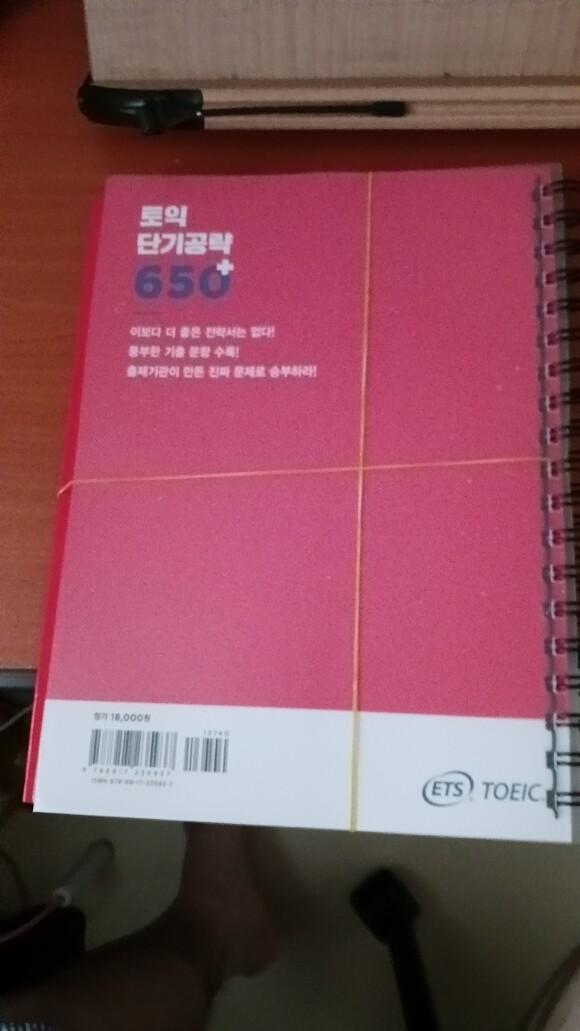 토익
단기공략
650+
이보다 더 좋은 전략서는 없다!
풍부한 기출 문항 수록!
출제기관이 만든 진짜 문제로 승부하라!
정가 18,000원
13740
ETS TOEIC